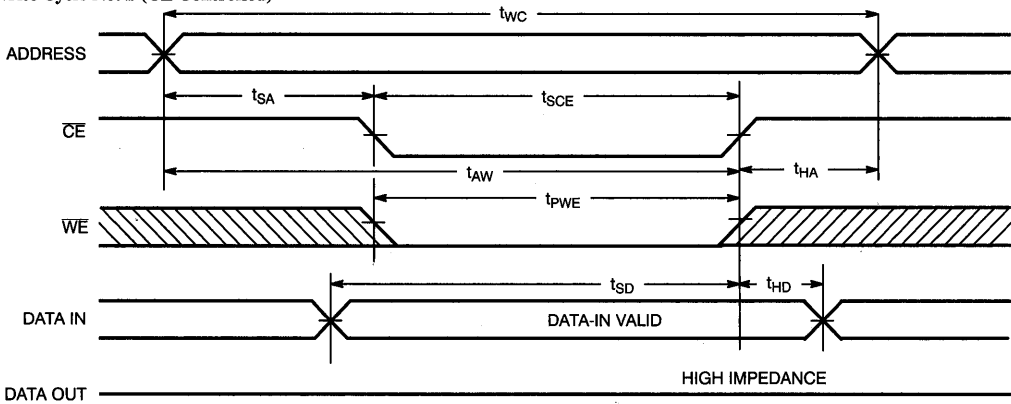 tWC
ADDRESS
tSA
tSCE
CE
tAW
tHA
tPWE
WE
tSD
tHD
DATA IN
DATA-IN VALID
HIGH IMPEDANCE
DATA OUT